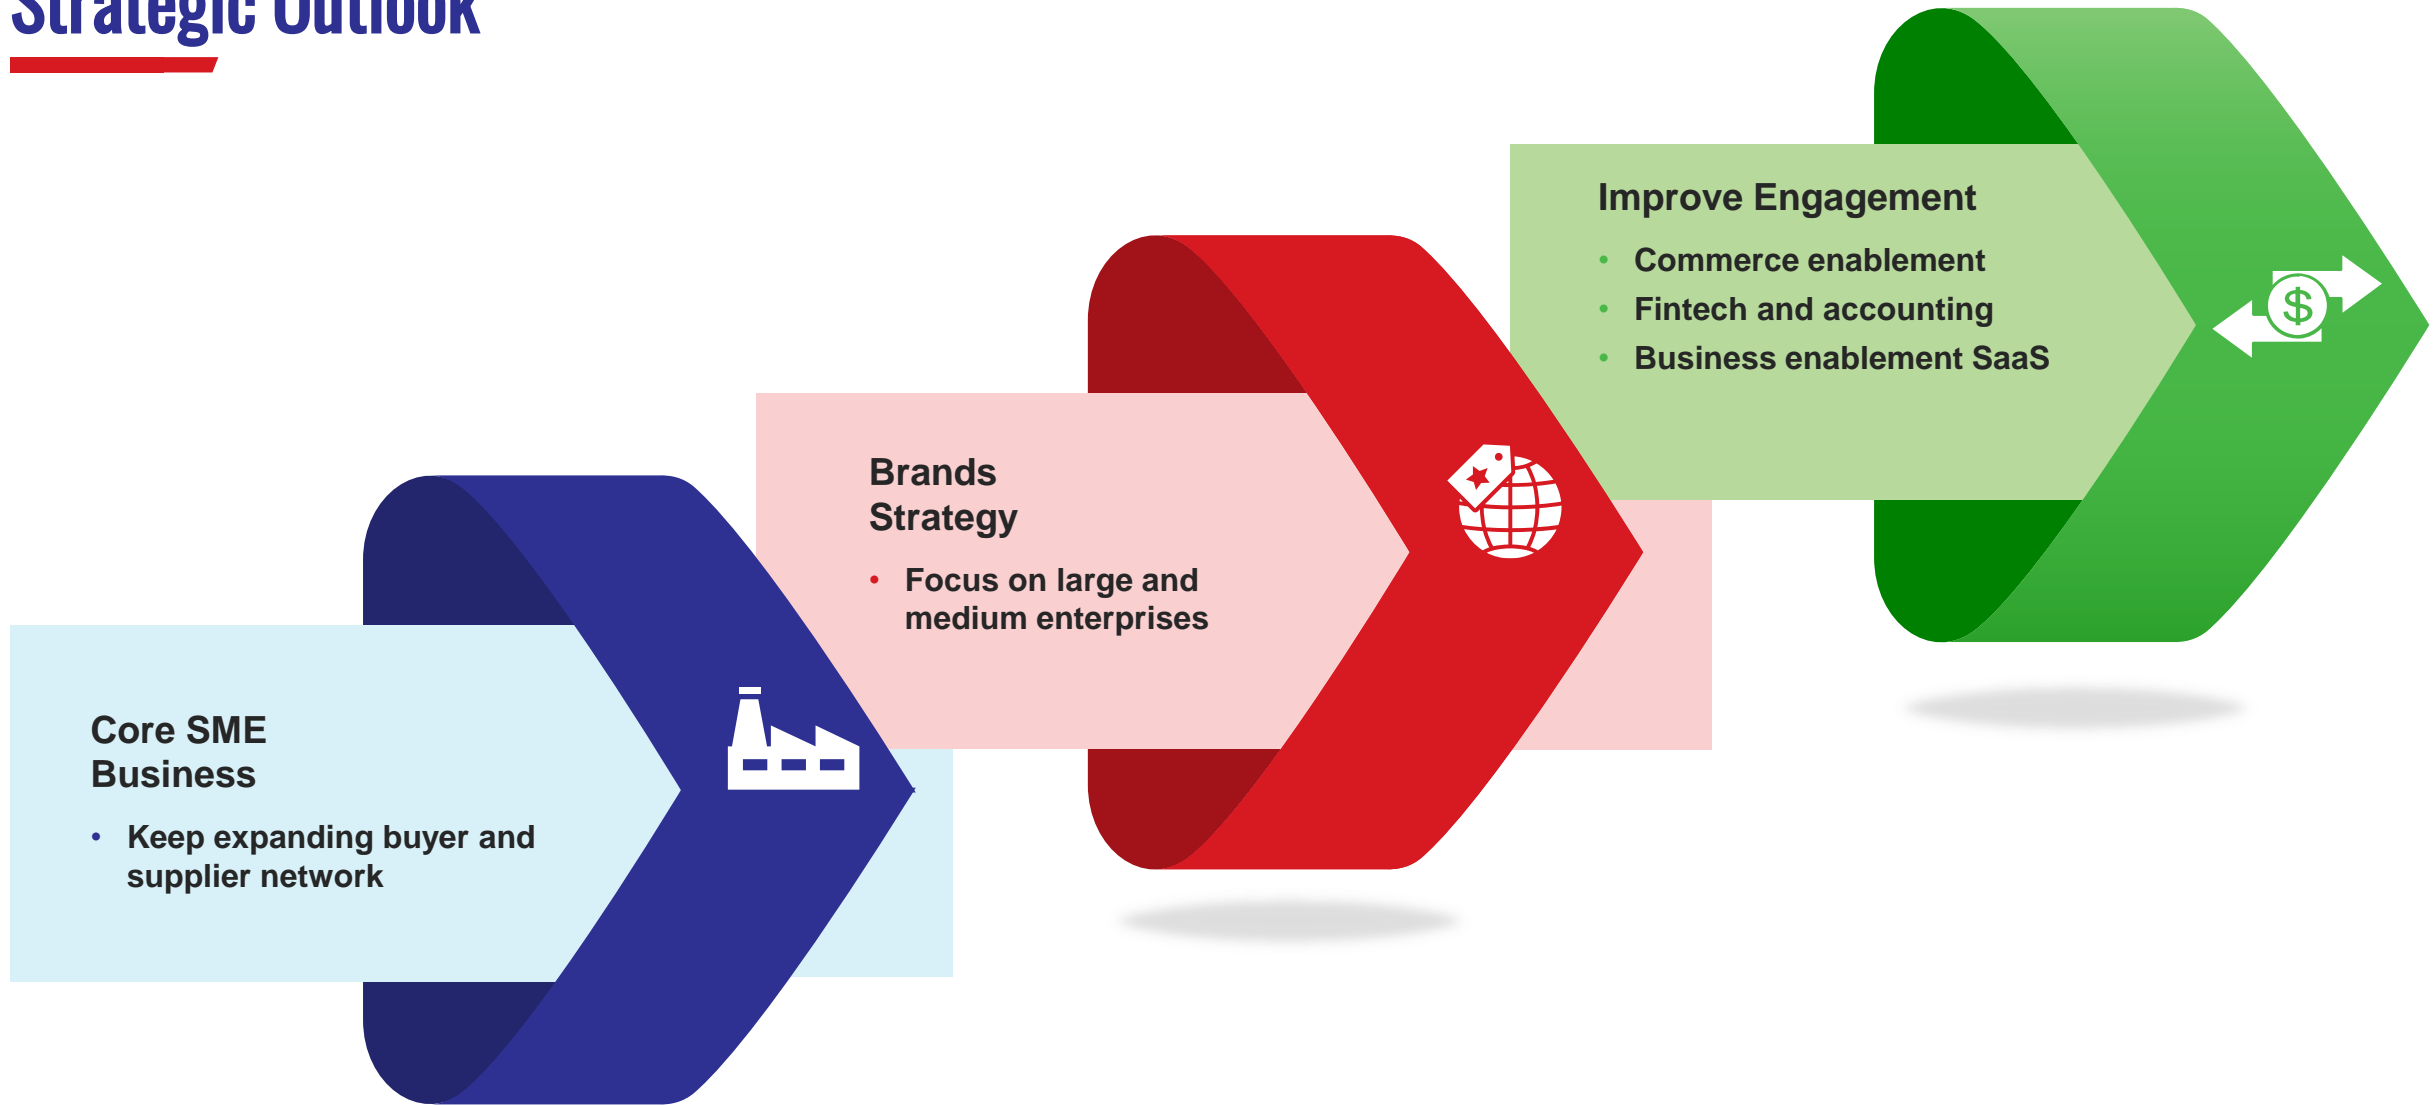 Strategic Outlook
Improve Engagement
• Commerce enablement
• Fintech and accounting
• Business enablement SaaS
Brands
Strategy
• Focus on large and
medium enterprises
Core SME
Business
• Keep expanding buyer and
supplier network
$